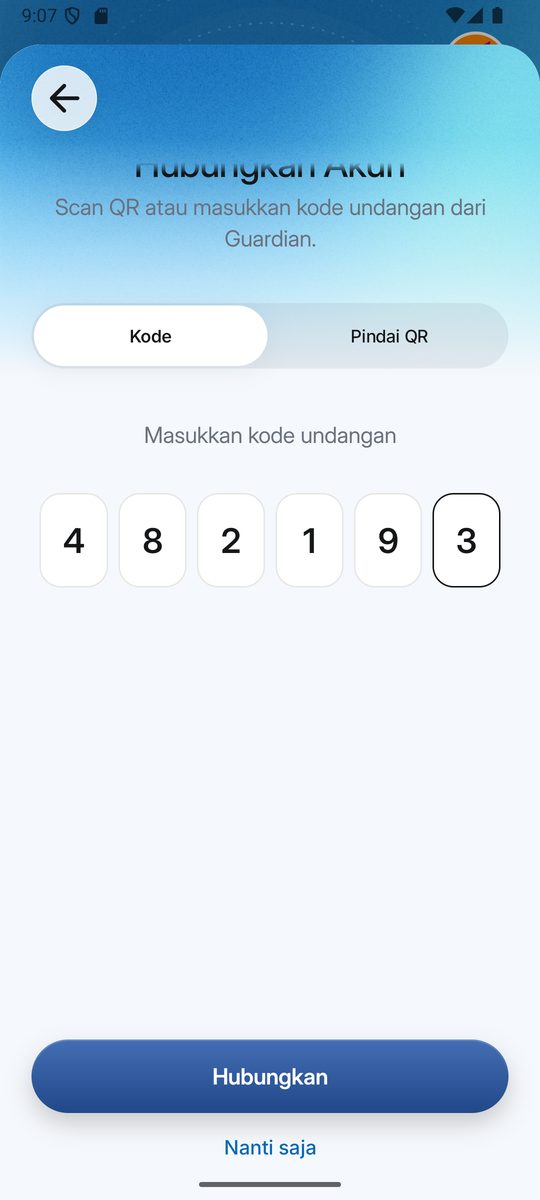 9:07
Hubungkan Akun
Scan QR atau masukkan kode undangan dari
Guardian.
Kode
Pindai QR
Masukkan kode undangan
4 8 2 1 9 3
Hubungkan
Nanti saja